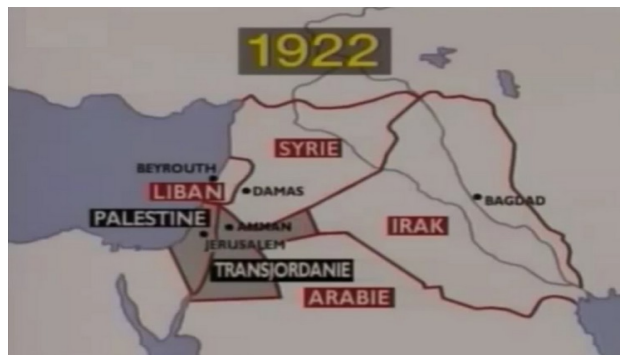 1922
SYRIE
BEYROUTH
LIBAN
DAMAS
BAGDAD
PALESTINE
AMMAN
IRAK
JERUSALEM
TRANSJORDANIE
ARABIE